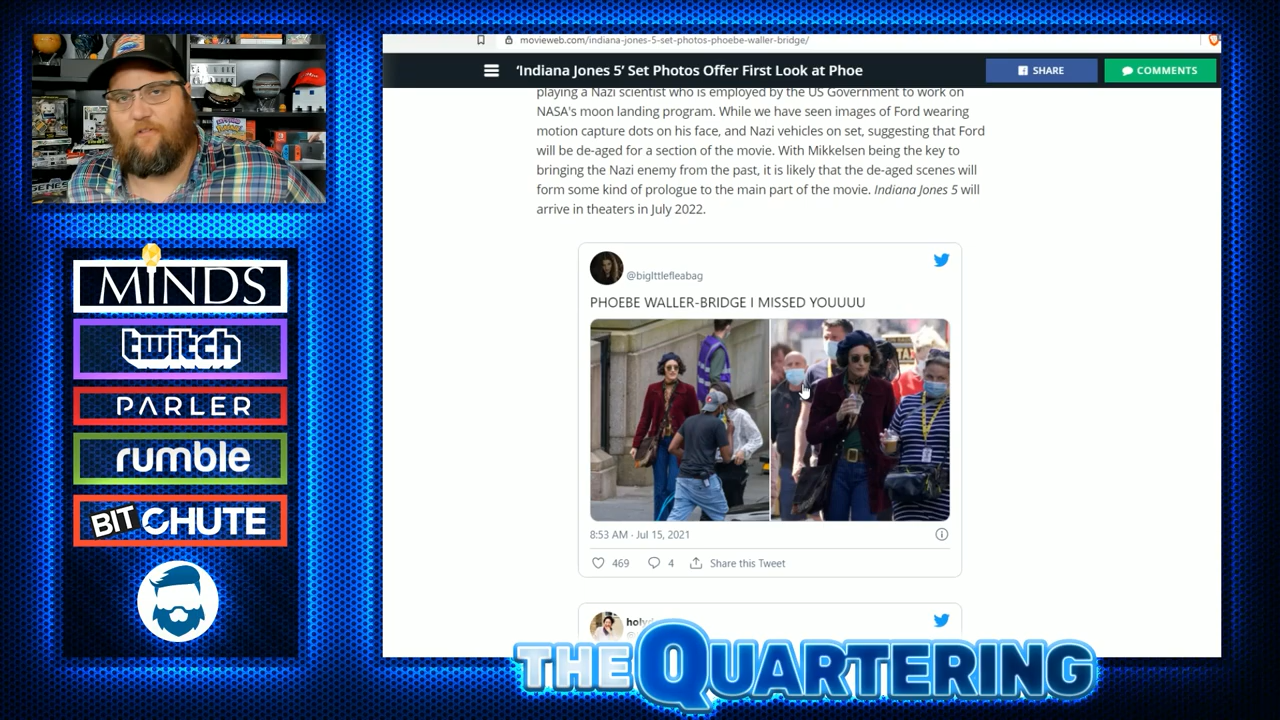 movieweb.com/indiana-jones-5-set-photos-phoebe-waller-bridge/
'Indiana Jones 5' Set Photos Offer First Look at Phoe
SHARE
COMMENTS
playing a Nazi scientist who is employed by the US Government to work on
NASA's moon landing program. While we have seen images of Ford wearing
motion capture dots on his face, and Nazi vehicles on set, suggesting that Ford
will be de-aged for a section of the movie. With Mikkelsen being the key to
bringing the Nazi enemy from the past, it is likely that the de-aged scenes will
form some kind of prologue to the main part of the movie. Indiana Jones 5 will
arrive in theaters in July 2022.
@biglttlefleabag
PHOEBE WALLER-BRIDGE I MISSED YOUUUU
8:53 AM · Jul 15, 2021
469
4
Share this Tweet
MINDS
twitch
PARLER
rumble
BITCHUTE
THE QUARTERING